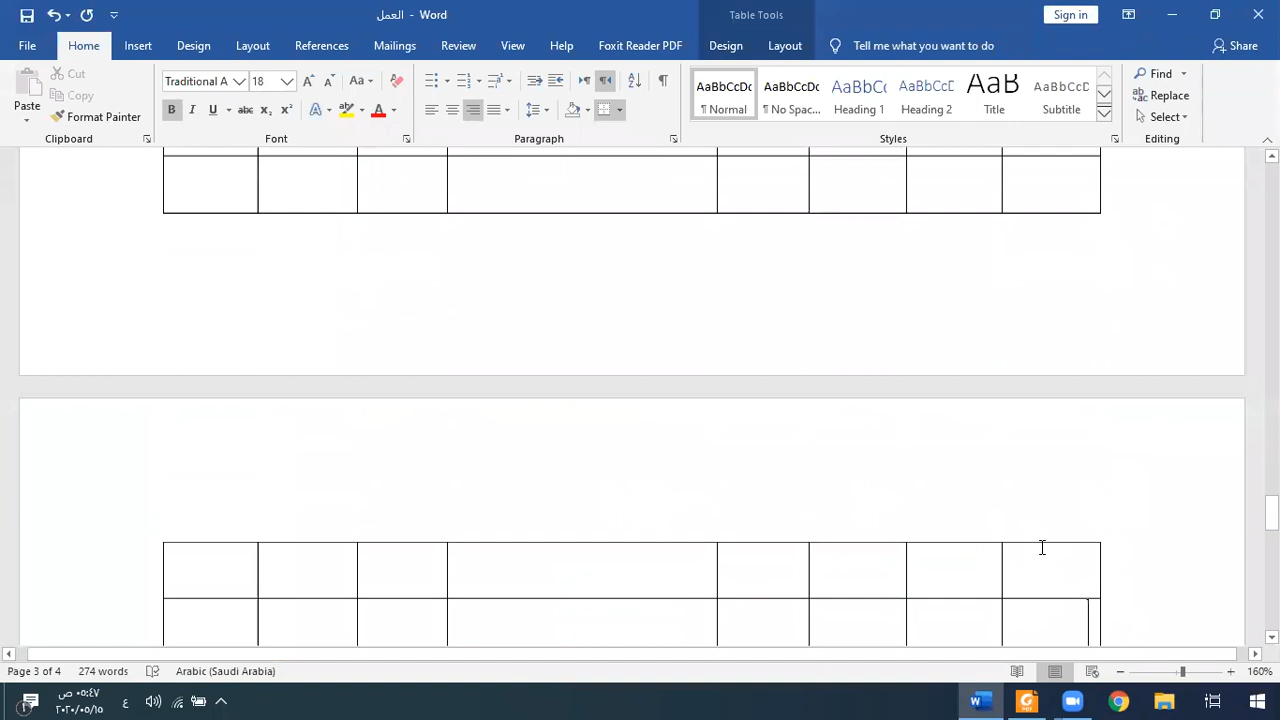 العمل - Word
Table Tools
Sign in
File
Home
Insert
Design
Layout
References
Mailings
Review
View
Help
Foxit Reader PDF
Design
Layout
Tell me what you want to do
Share
Paste
Cut
Copy
Format Painter
Clipboard
Traditional A
18
Font
Paragraph
AaBbCcDc
¶ Normal
AaBbCcDc
¶ No Spac...
AaBbCc
Heading 1
AaBbCcD
Heading 2
AaB
Title
AaBbCcD
Subtitle
Styles
Find
Replace
Select
Editing
Page 3 of 4
274 words
Arabic (Saudi Arabia)
160%
٠٥:٤٧ ص
٢٠٢٠/٠٥/١٥
ع